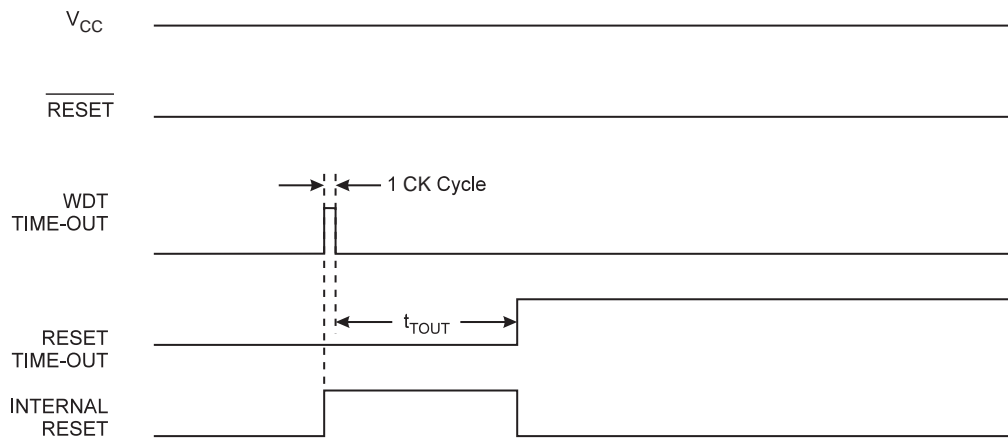 VCC
RESET
1 CK Cycle
WDT
TIME-OUT
tTOUT
RESET
TIME-OUT
INTERNAL
RESET